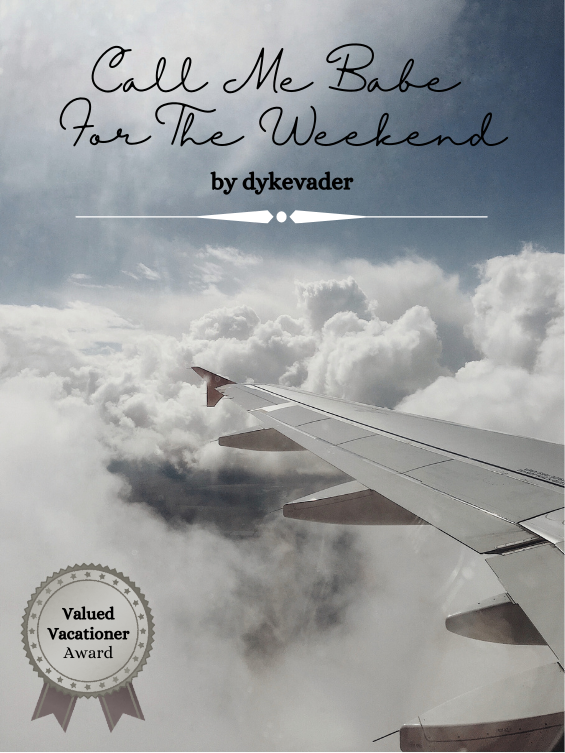 Call Me Babe
For The Weekend
by dykevader
Valued
Vacationer
Award